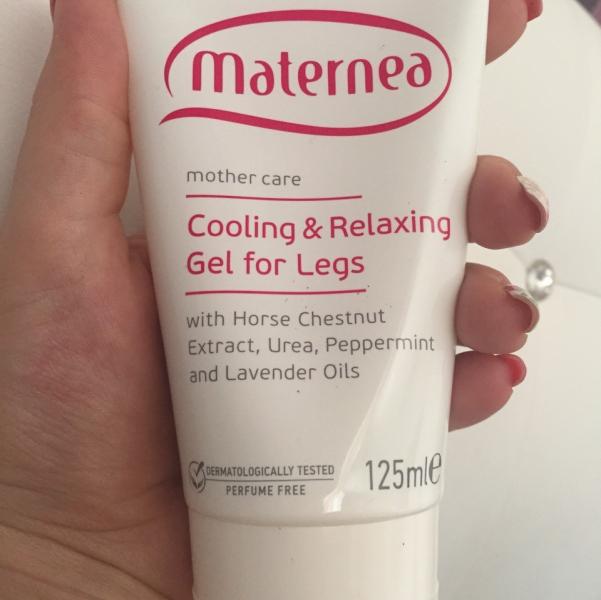 maternea
mother care
Cooling & Relaxing
Gel for Legs
with Horse Chestnut
Extract, Urea, Peppermint
and Lavender Oils
DERMATOLOGICALLY TESTED
PERFUME FREE
125ml℮